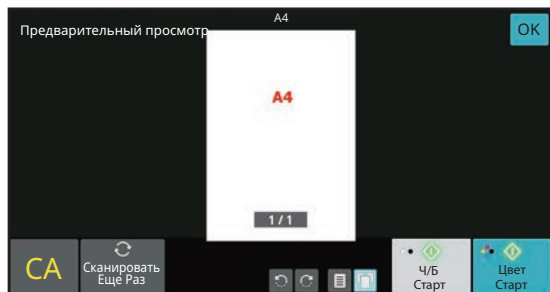 A4
Предварительный просмотр
OK
A4
1 / 1
CA
Сканировать
Еще Раз
Ч/Б
Старт
Цвет
Старт